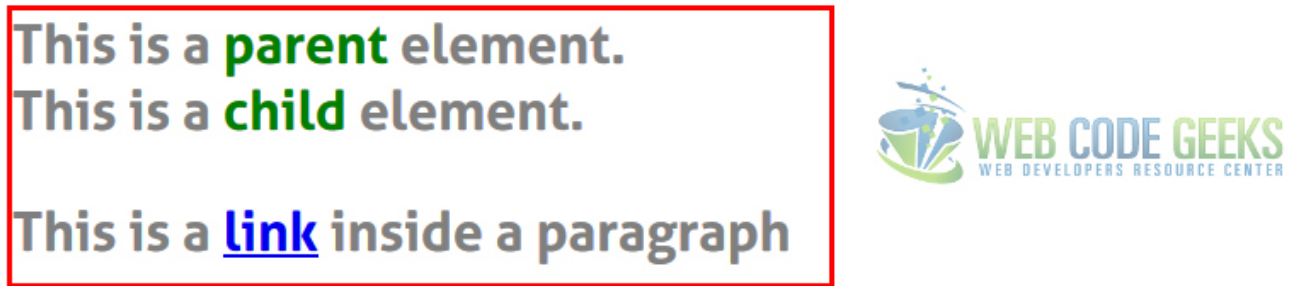 This is a parent element.
This is a child element.
This is a link inside a paragraph
WEB CODE GEEKS
WEB DEVELOPERS RESOURCE CENTER